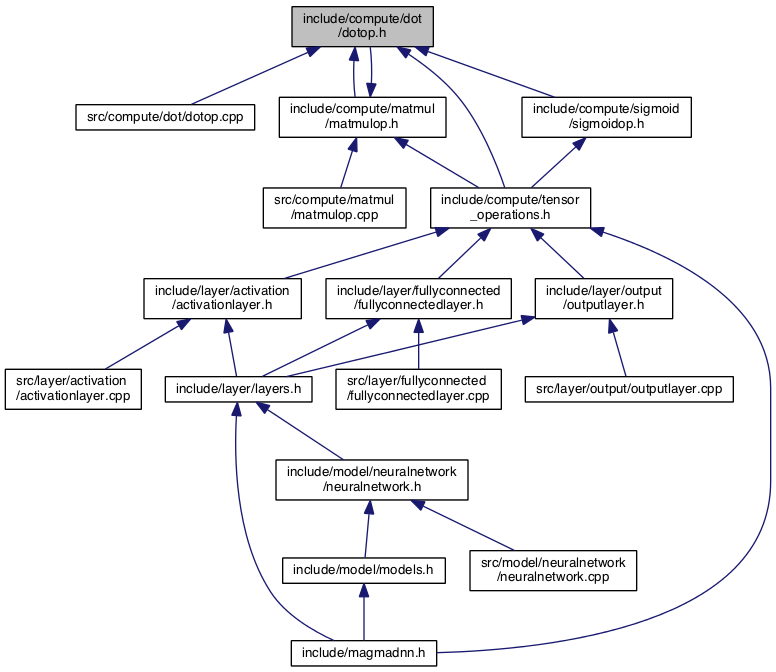 include/compute/dot
/dotop.h
src/compute/dot/dotop.cpp
include/compute/matmul
/matmulop.h
include/compute/sigmoid
/sigmoidop.h
src/compute/matmul
/matmulop.cpp
include/compute/tensor
_operations.h
include/layer/activation
/activationlayer.h
include/layer/fullyconnected
/fullyconnectedlayer.h
include/layer/output
/outputlayer.h
src/layer/activation
/activationlayer.cpp
include/layer/layers.h
src/layer/fullyconnected
/fullyconnectedlayer.cpp
src/layer/output/outputlayer.cpp
include/model/neuralnetwork
/neuralnetwork.h
include/model/models.h
src/model/neuralnetwork
/neuralnetwork.cpp
include/magmadnn.h